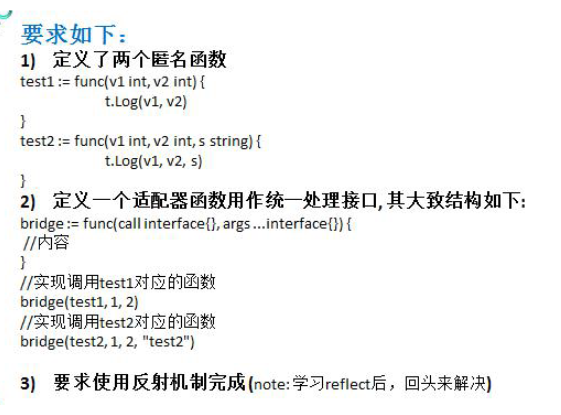 要求如下：
1) 定义了两个匿名函数
test1 := func(v1 int, v2 int) {
t.Log(v1, v2)
}
test2 := func(v1 int, v2 int, s string) {
t.Log(v1, v2, s)
}
2) 定义一个适配器函数用作统一处理接口, 其大致结构如下:
bridge := func(call interface{}, args ...interface{}) {
//内容
}
//实现调用test1对应的函数
bridge(test1, 1, 2)
//实现调用test2对应的函数
bridge(test2, 1, 2, "test2")
3) 要求使用反射机制完成(note: 学习reflect后，回头来解决)